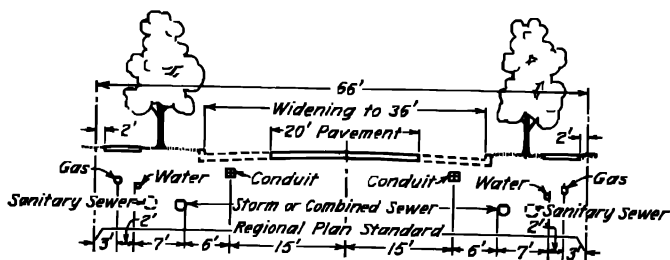 66'
Widening to 36'
2' 20' Pavement 2'
Gas Water Conduit Conduit Water Gas
Sanitary Sewer Storm or Combined Sewer Sanitary Sewer
2' Regional Plan Standard 2'
3' 7' 6' 15' 15' 6' 7' 3'